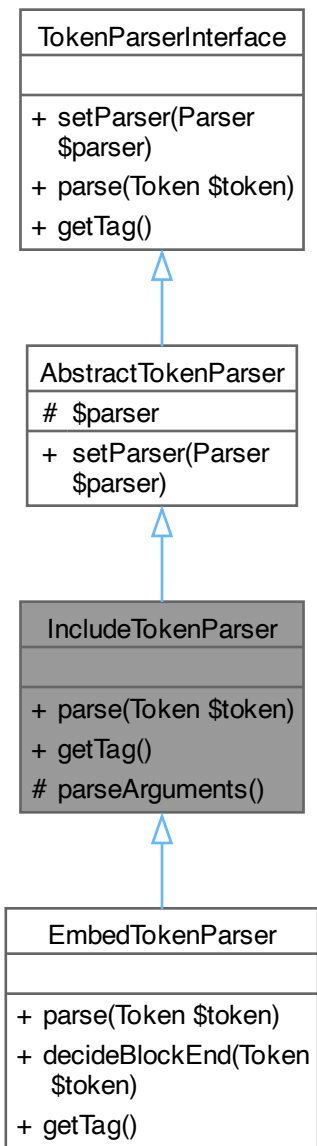 TokenParserInterface
+ setParser(Parser
$parser)
+ parse(Token $token)
+ getTag()
AbstractTokenParser
# $parser
+ setParser(Parser
$parser)
IncludeTokenParser
+ parse(Token $token)
+ getTag()
# parseArguments()
EmbedTokenParser
+ parse(Token $token)
+ decideBlockEnd(Token
$token)
+ getTag()